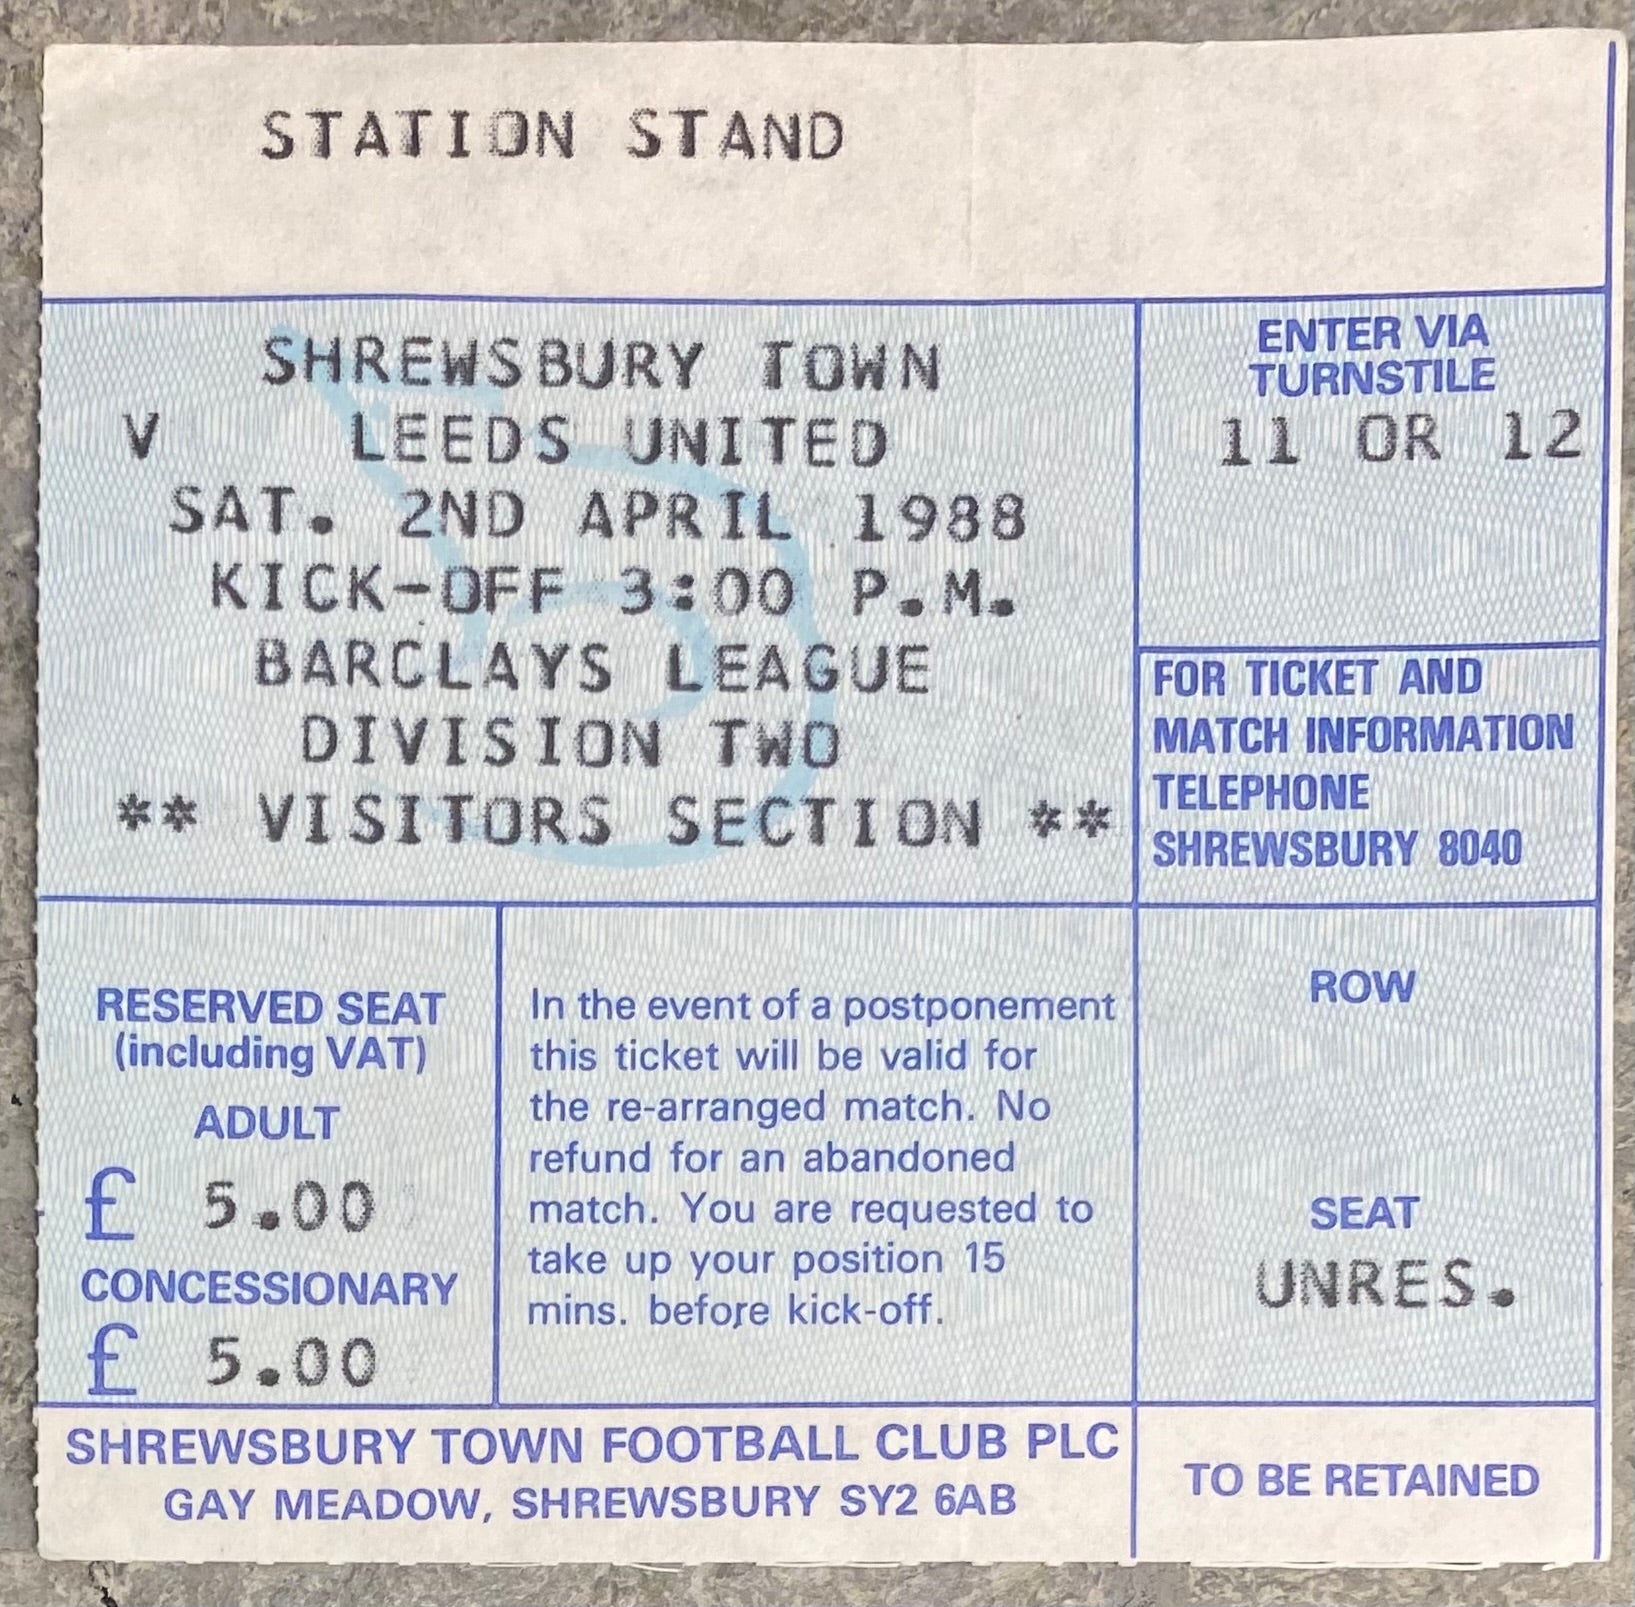 STATION STAND
SHREWSBURY TOWN
V LEEDS UNITED
SAT. 2ND APRIL 1988
KICK-OFF 3:00 P.M.
BARCLAYS LEAGUE
DIVISION TWO
** VISITORS SECTION **
ENTER VIA
TURNSTILE
11 OR 12
FOR TICKET AND
MATCH INFORMATION
TELEPHONE
SHREWSBURY 8040
RESERVED SEAT
(including VAT)
ADULT
£ 5.00
CONCESSIONARY
£ 5.00
In the event of a postponement
this ticket will be valid for
the re-arranged match. No
refund for an abandoned
match. You are requested to
take up your position 15
mins. before kick-off.
ROW
SEAT
UNRES.
SHREWSBURY TOWN FOOTBALL CLUB PLC
GAY MEADOW, SHREWSBURY SY2 6AB
TO BE RETAINED